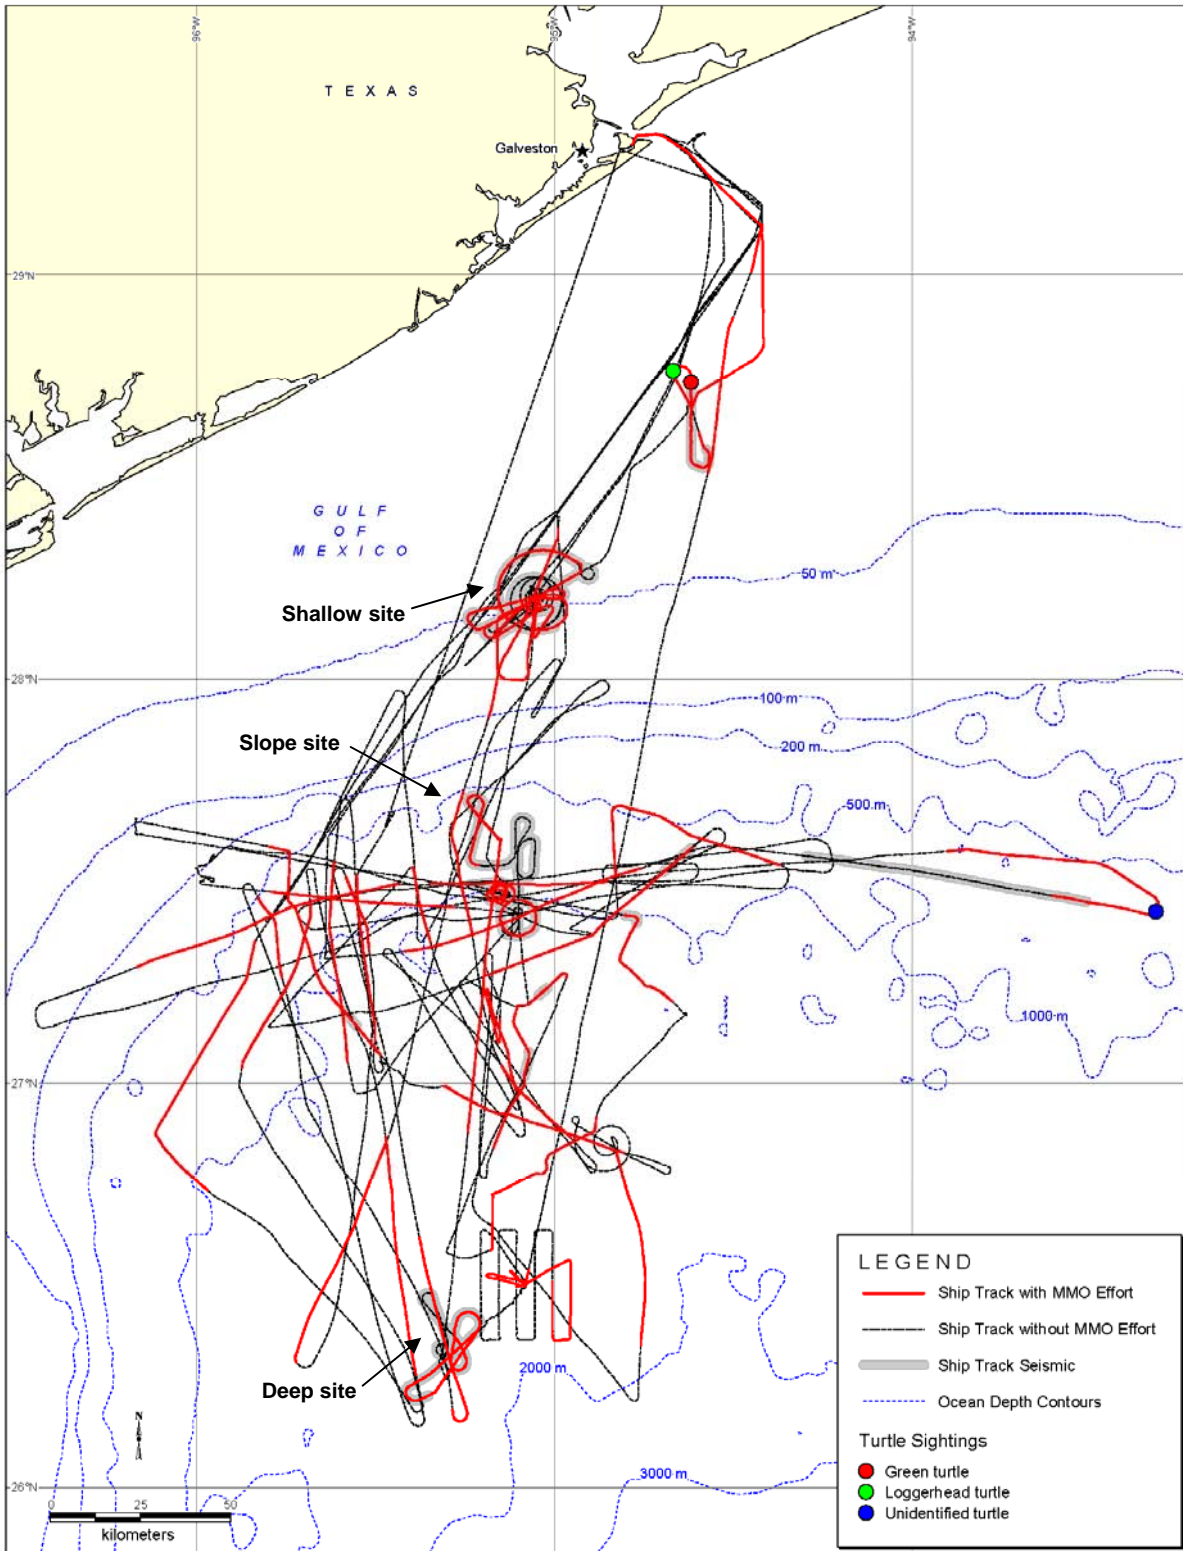 96°W
95°W
94°W
TEXAS
Galveston
29°N
GULF
OF
MEXICO
50 m
Shallow site
28°N
100 m
Slope site
200 m
500 m
1000 m
27°N
LEGEND
Ship Track with MMO Effort
Ship Track without MMO Effort
Ship Track Seismic
Ocean Depth Contours
Turtle Sightings
Green turtle
Loggerhead turtle
Unidentified turtle
2000 m
Deep site
N
3000 m
26°N
0 25 50
kilometers